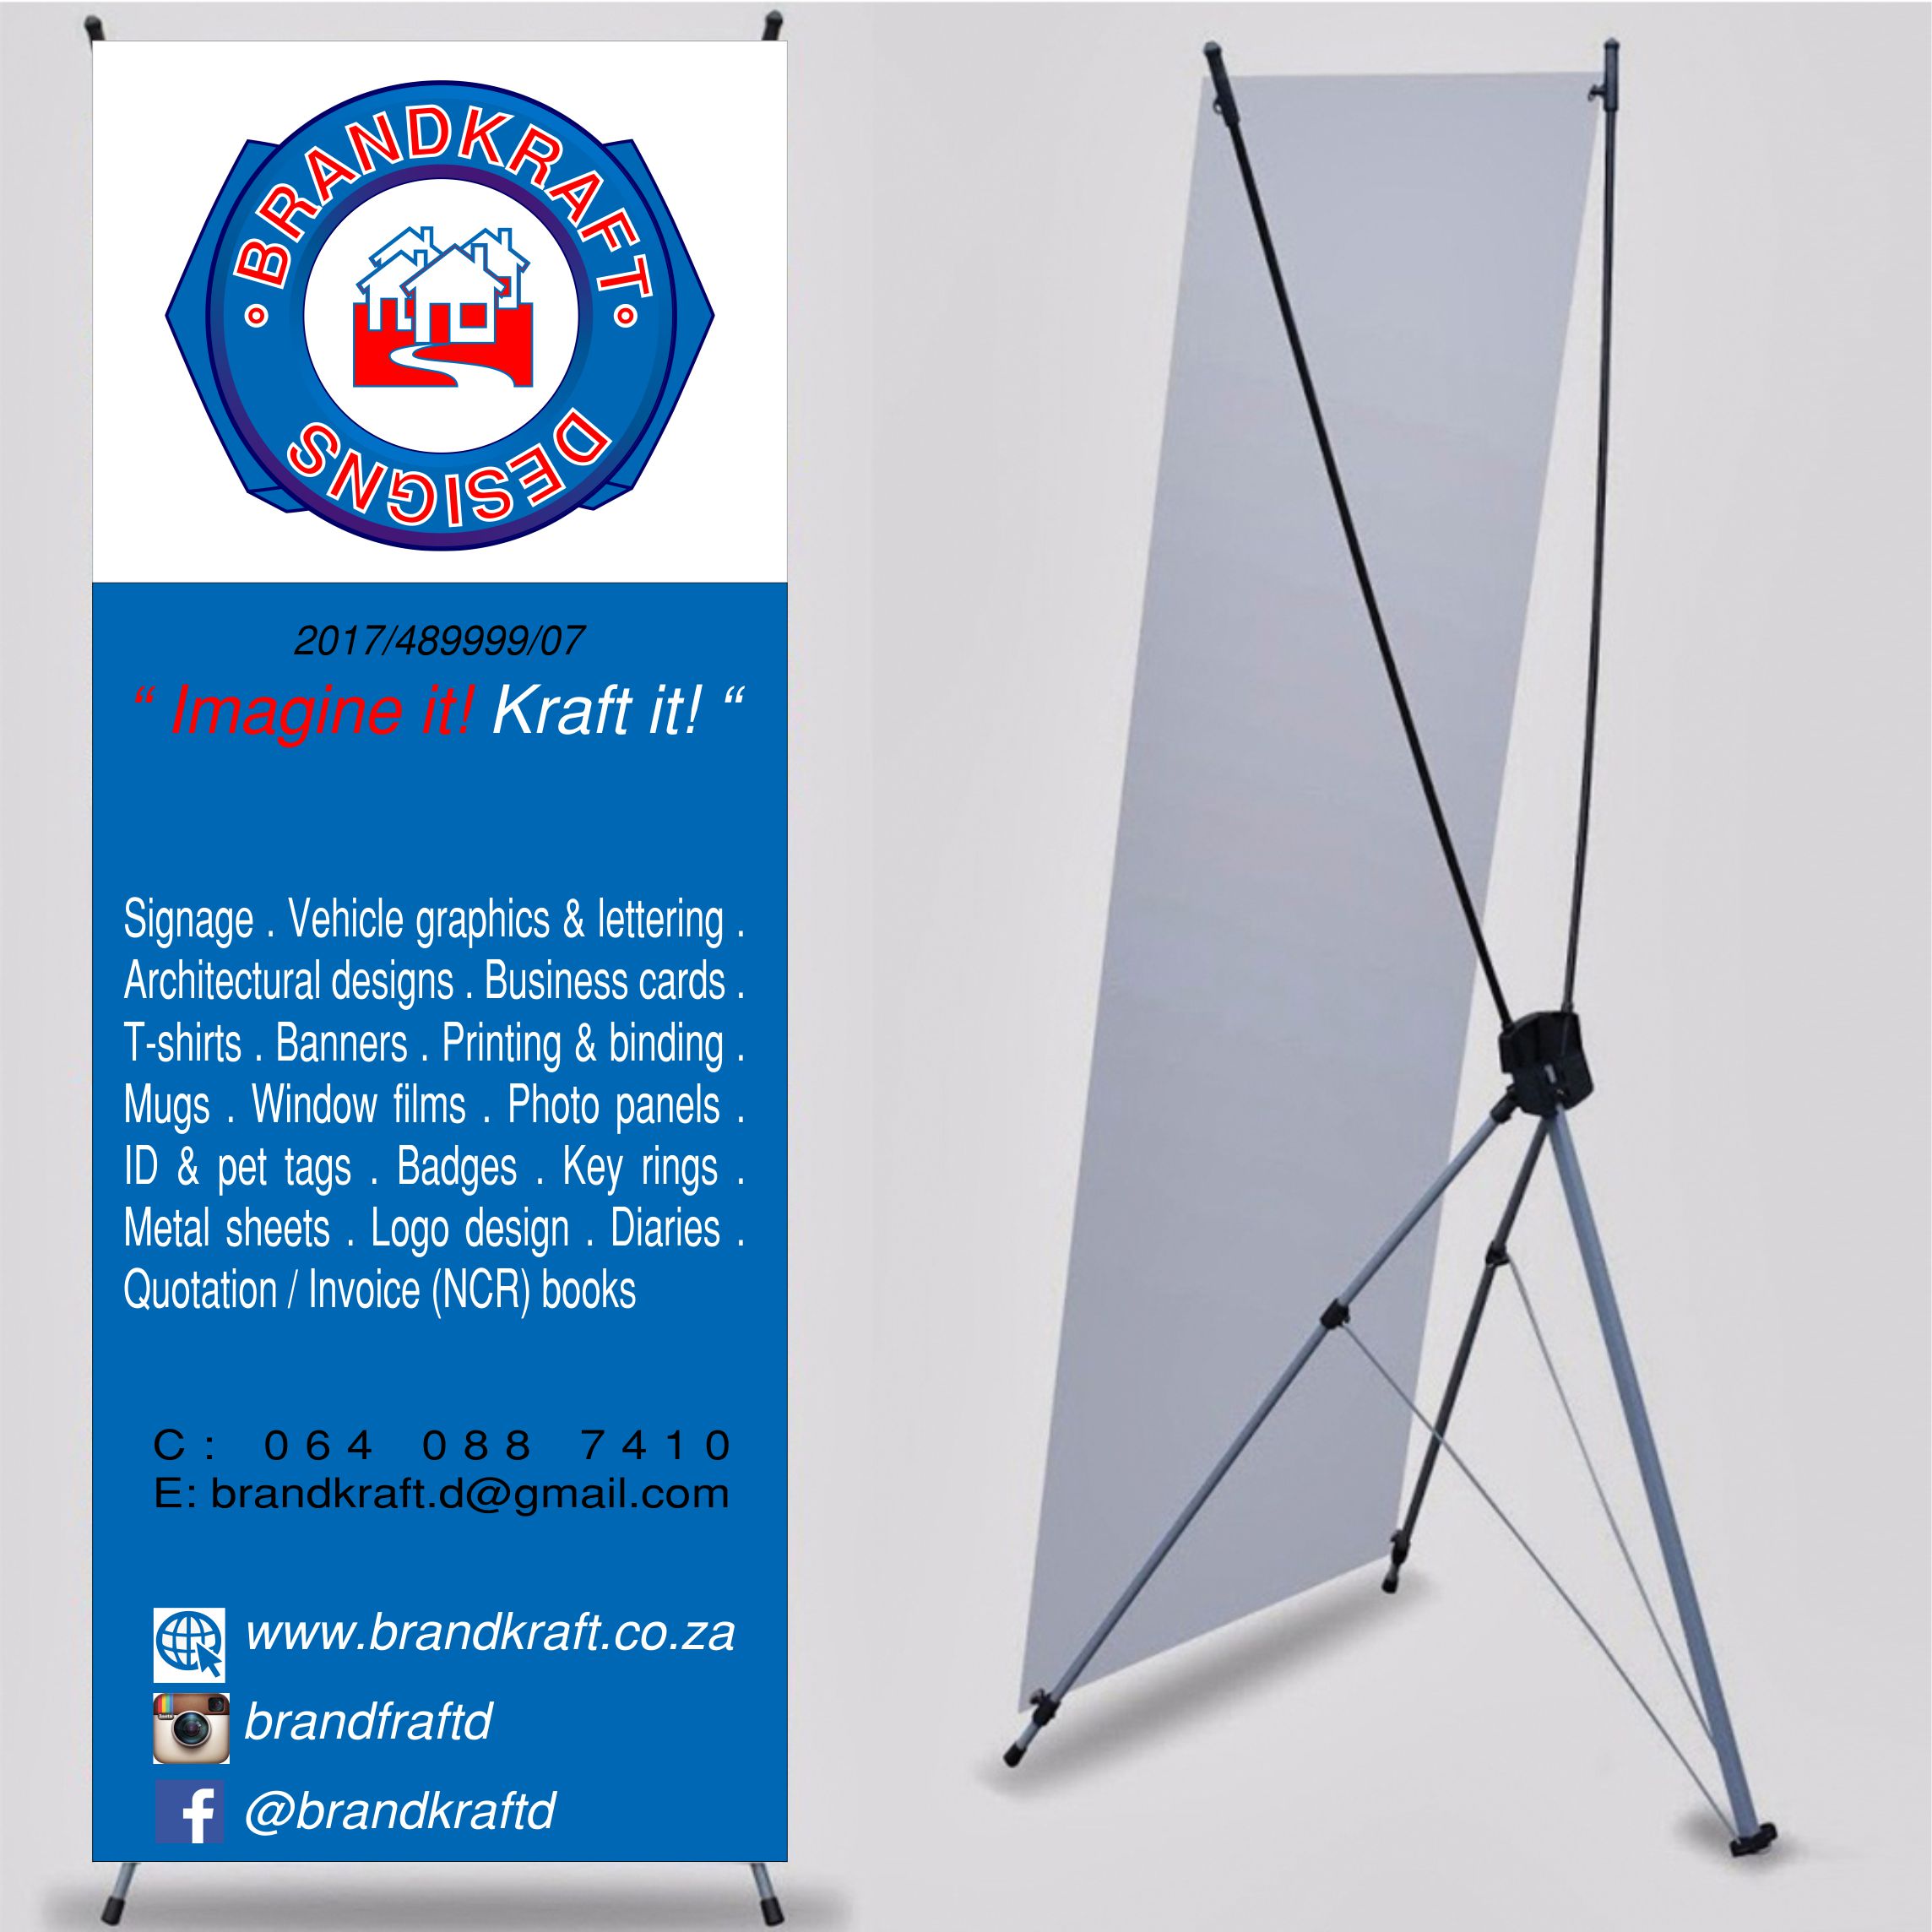 BRANDKRAFT
DESIGNS
2017/489999/07
“ Imagine it! Kraft it! “
Signage . Vehicle graphics & lettering .
Architectural designs . Business cards .
T-shirts . Banners . Printing & binding .
Mugs . Window films . Photo panels .
ID & pet tags . Badges . Key rings .
Metal sheets . Logo design . Diaries .
Quotation / Invoice (NCR) books
C: 064 088 7410
E: brandkraft.d@gmail.com
www.brandkraft.co.za
brandfraftd
@brandkraftd